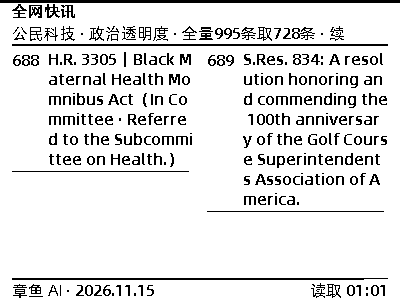 全网快讯
公民科技 · 政治透明度 · 全量995条取728条 · 续
688 H.R. 3305 | Black M
aternal Health Mo
mnibus Act (In Co
mmittee · Referre
d to the Subcommi
ttee on Health.)
689 S.Res. 834: A resol
ution honoring an
d commending the
100th anniversar
y of the Golf Cours
e Superintendent
s Association of A
merica.
章鱼 AI · 2026.11.15
读取 01:01